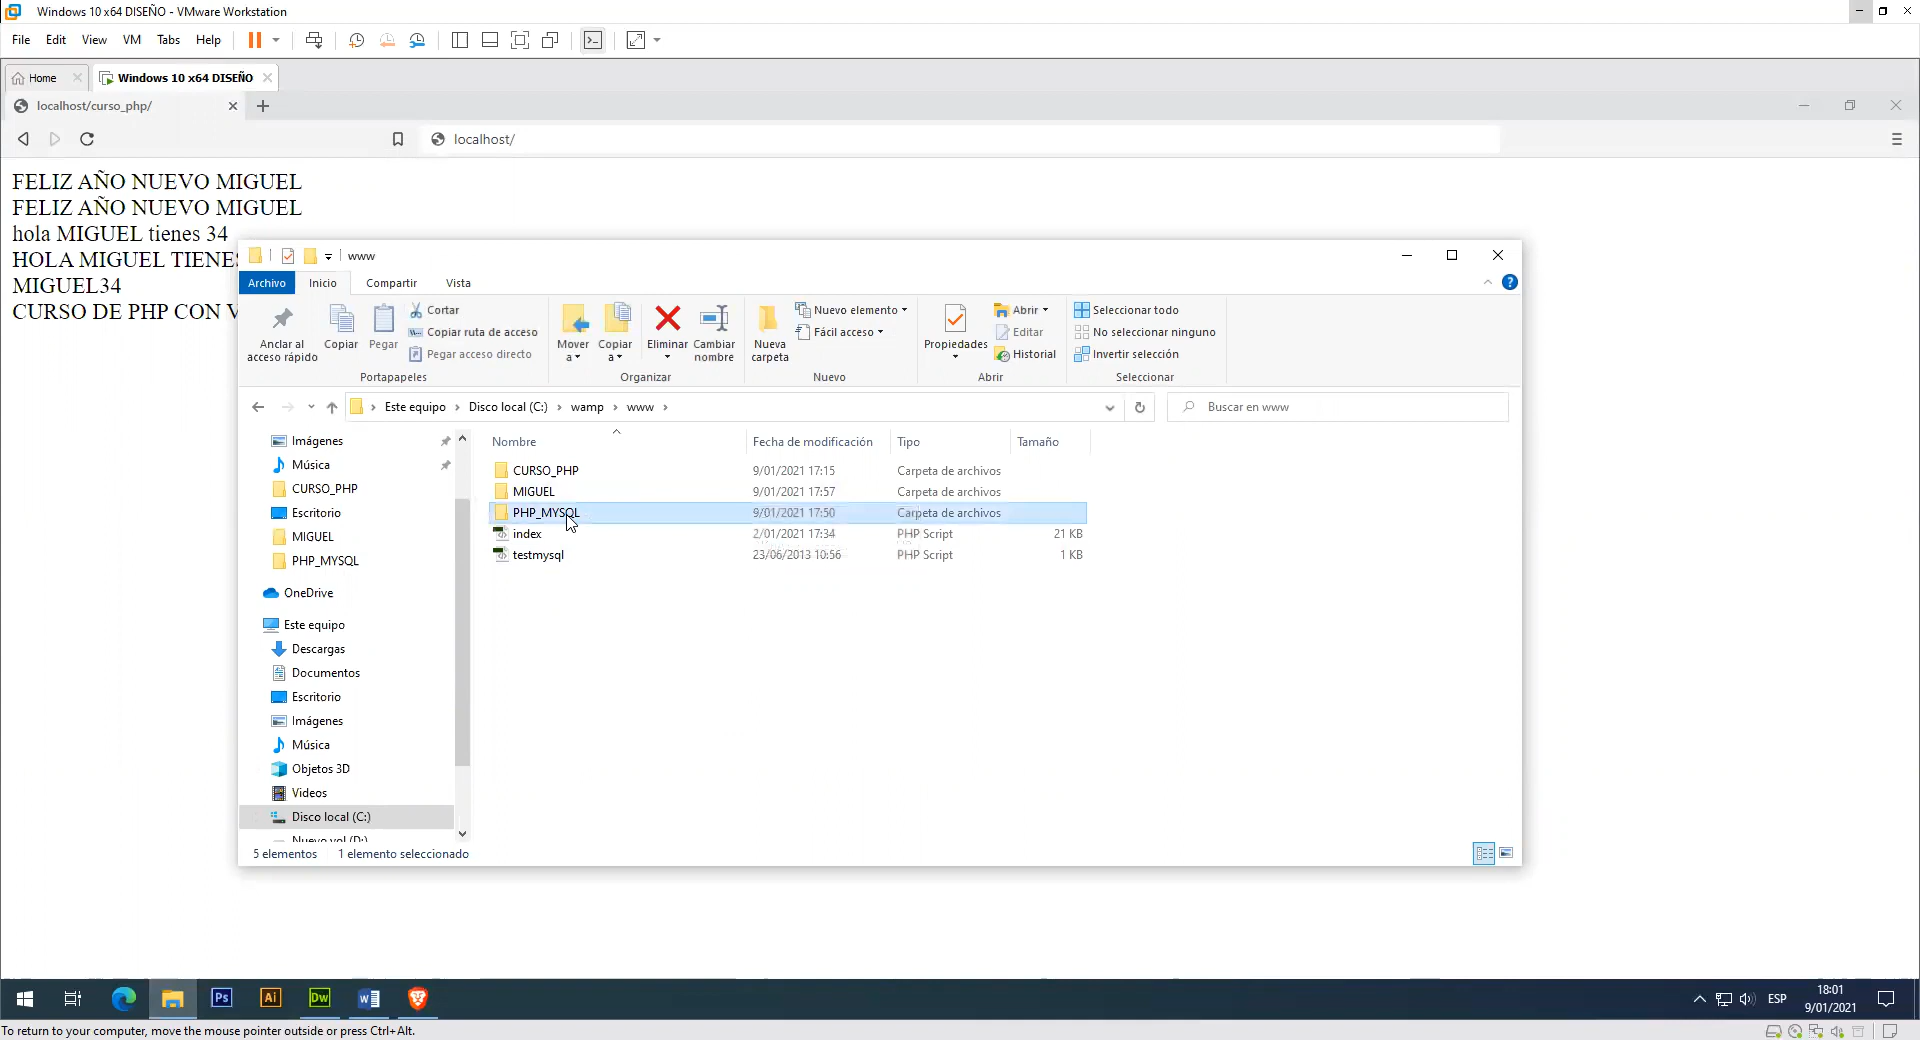 Windows 10 x64 DISEÑO - VMware Workstation
File Edit View VM Tabs Help
Home Windows 10 x64 DISEÑO
localhost/curso_php/
localhost/
FELIZ AÑO NUEVO MIGUEL
FELIZ AÑO NUEVO MIGUEL
hola MIGUEL tienes 34
HOLA MIGUEL TIENES
MIGUEL34
CURSO DE PHP CON V
www
Archivo Inicio Compartir Vista
Anclar al acceso rápido
Copiar
Pegar
Cortar
Copiar ruta de acceso
Pegar acceso directo
Portapapeles
Mover a
Copiar a
Eliminar
Cambiar nombre
Organizar
Nueva carpeta
Nuevo elemento
Fácil acceso
Nuevo
Propiedades
Abrir
Editar
Historial
Abrir
Seleccionar todo
No seleccionar ninguno
Invertir selección
Seleccionar
Este equipo > Disco local (C:) > wamp > www >
Buscar en www
Imágenes
Música
CURSO_PHP
Escritorio
MIGUEL
PHP_MYSQL
OneDrive
Este equipo
Descargas
Documentos
Escritorio
Imágenes
Música
Objetos 3D
Videos
Disco local (C:)
Nuevo vol (D:)
Nombre Fecha de modificación Tipo Tamaño
CURSO_PHP 9/01/2021 17:15 Carpeta de archivos
MIGUEL 9/01/2021 17:57 Carpeta de archivos
PHP_MYSQL 9/01/2021 17:50 Carpeta de archivos
index 2/01/2021 17:34 PHP Script 21 KB
testmysql 23/06/2013 10:56 PHP Script 1 KB
5 elementos 1 elemento seleccionado
Ps Ai Dw
ESP
18:01
9/01/2021
To return to your computer, move the mouse pointer outside or press Ctrl+Alt.